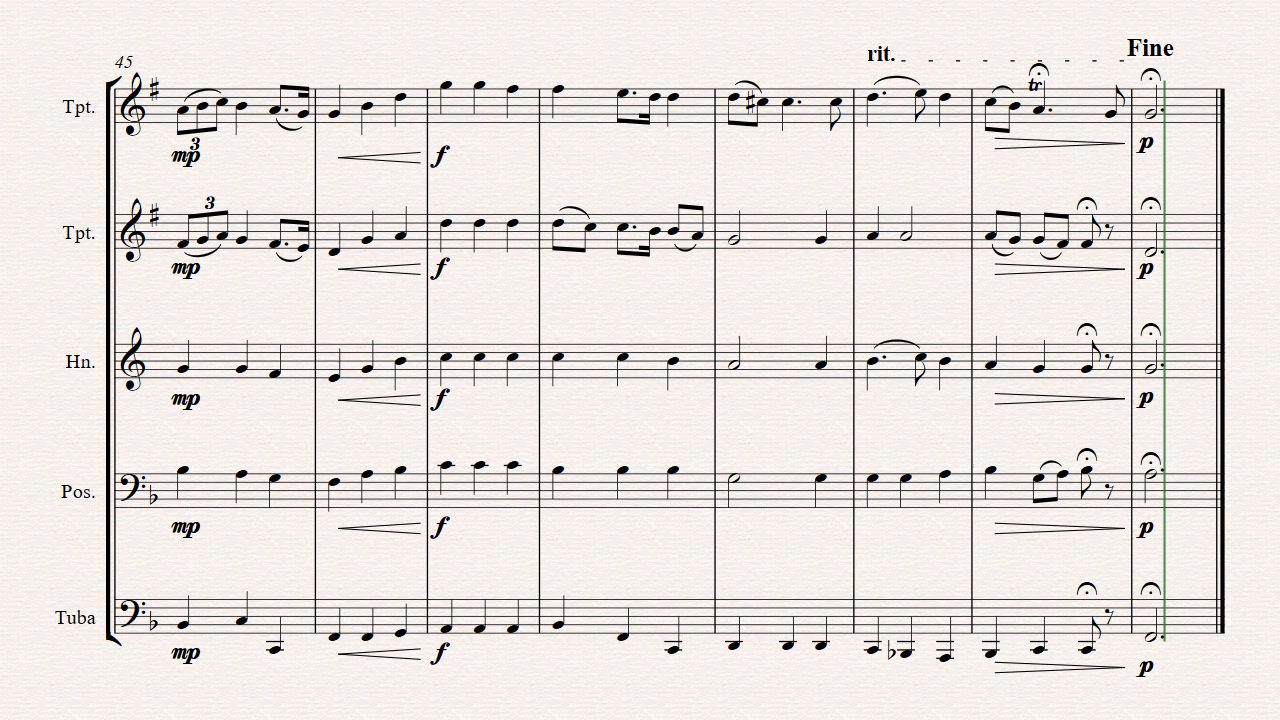 rit. Fine
45
Tpt.
tr
3
mp f p
3
Tpt.
mp f p
Hn.
mp f p
Pos.
mp f p
Tuba
mp f p